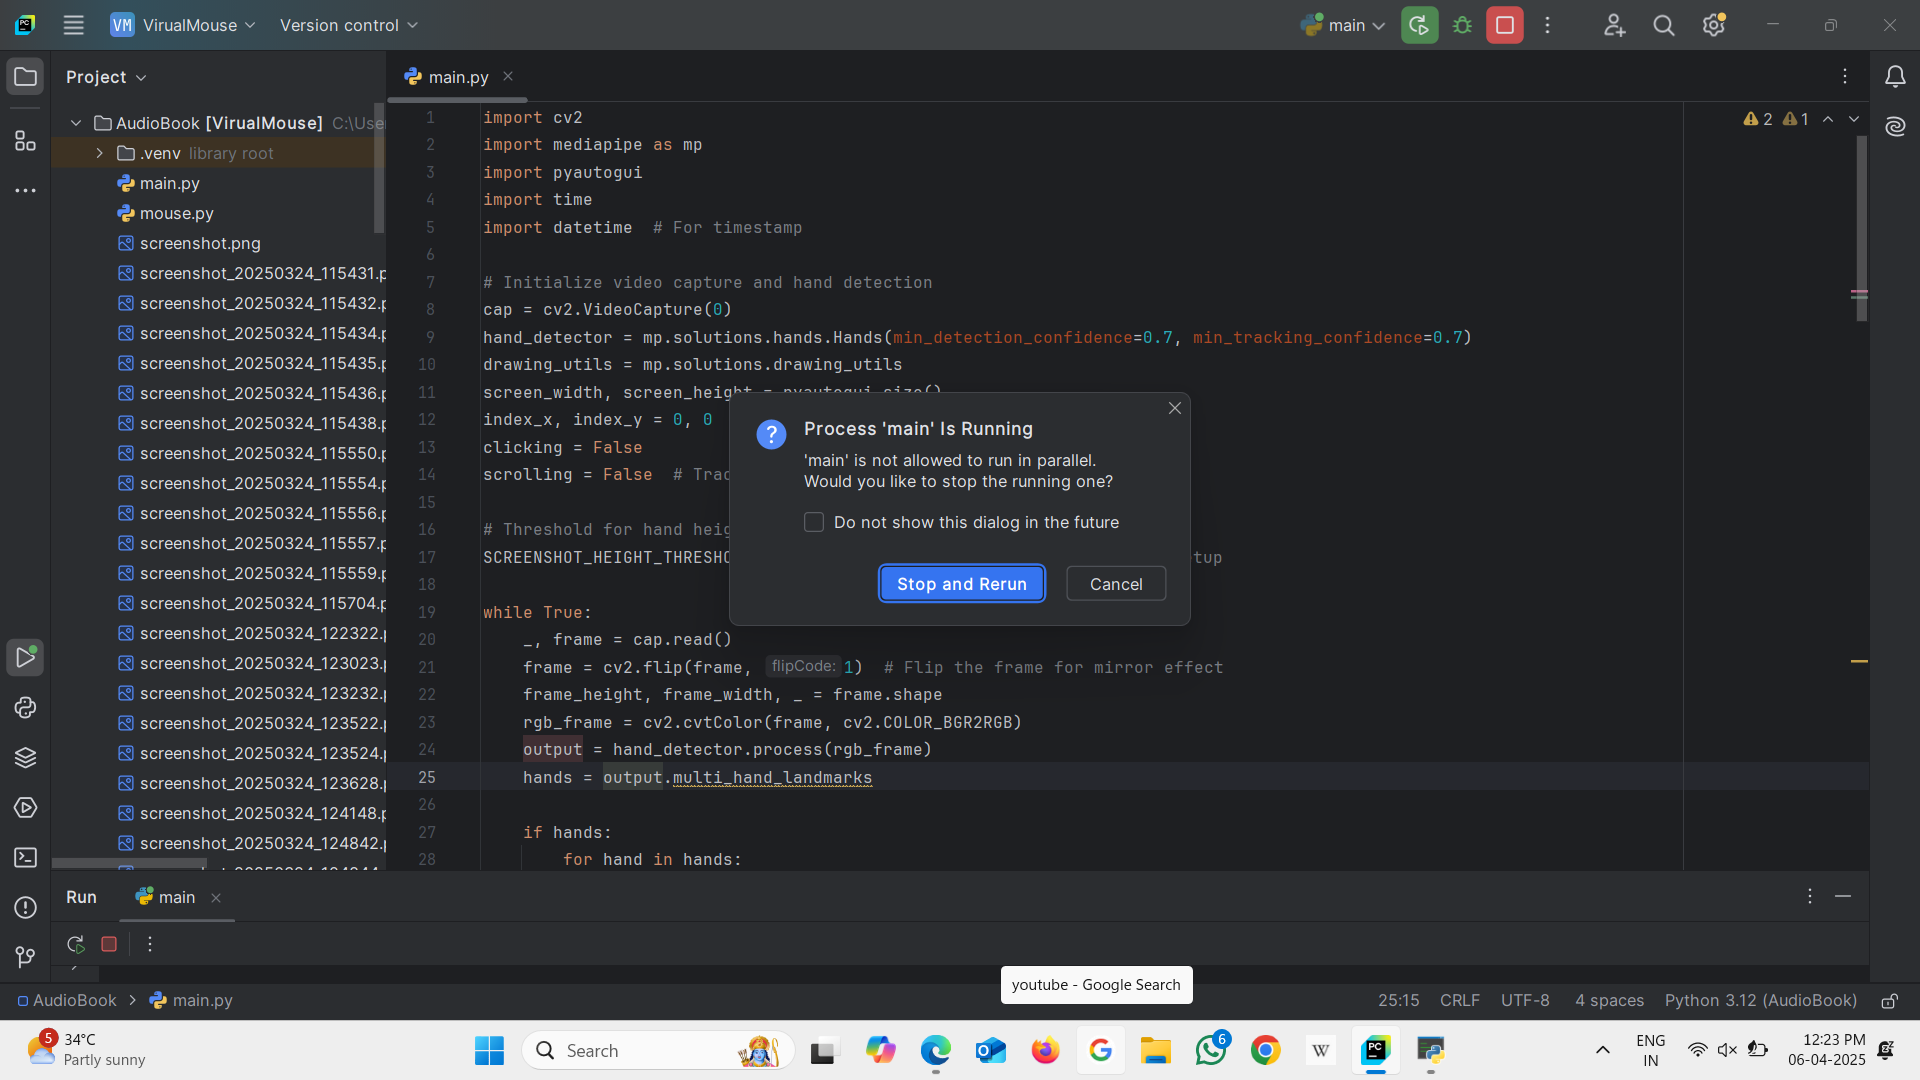 VM VirualMouse Version control main
Project
main.py
AudioBook [VirualMouse] C:\Use
.venv library root
main.py
mouse.py
screenshot.png
screenshot_20250324_115431.p
screenshot_20250324_115432.p
screenshot_20250324_115434.p
screenshot_20250324_115435.p
screenshot_20250324_115436.p
screenshot_20250324_115438.p
screenshot_20250324_115550.p
screenshot_20250324_115554.p
screenshot_20250324_115556.p
screenshot_20250324_115557.p
screenshot_20250324_115559.p
screenshot_20250324_115704.p
screenshot_20250324_122322.p
screenshot_20250324_123023.p
screenshot_20250324_123232.p
screenshot_20250324_123522.p
screenshot_20250324_123524.p
screenshot_20250324_123628.p
screenshot_20250324_124148.p
screenshot_20250324_124842.p
2 1
1 import cv2
2 import mediapipe as mp
3 import pyautogui
4 import time
5 import datetime # For timestamp
6
7 # Initialize video capture and hand detection
8 cap = cv2.VideoCapture(0)
9 hand_detector = mp.solutions.hands.Hands(min_detection_confidence=0.7, min_tracking_confidence=0.7)
10 drawing_utils = mp.solutions.drawing_utils
11 screen_width, screen_height = pyautogui.size()
12 index_x, index_y = 0, 0
13 clicking = False
14 scrolling = False # Trac
15
16 # Threshold for hand heig
17 SCREENSHOT_HEIGHT_THRESHO tup
18
19 while True:
20 _, frame = cap.read()
21 frame = cv2.flip(frame, flipCode: 1) # Flip the frame for mirror effect
22 frame_height, frame_width, _ = frame.shape
23 rgb_frame = cv2.cvtColor(frame, cv2.COLOR_BGR2RGB)
24 output = hand_detector.process(rgb_frame)
25 hands = output.multi_hand_landmarks
26
27 if hands:
28 for hand in hands:
Process 'main' Is Running
'main' is not allowed to run in parallel.
Would you like to stop the running one?
Do not show this dialog in the future
Stop and Rerun Cancel
Run main
youtube - Google Search
AudioBook main.py 25:15 CRLF UTF-8 4 spaces Python 3.12 (AudioBook)
5 34°C
Partly sunny
Search
6
W
PC
ENG
IN
12:23 PM
06-04-2025